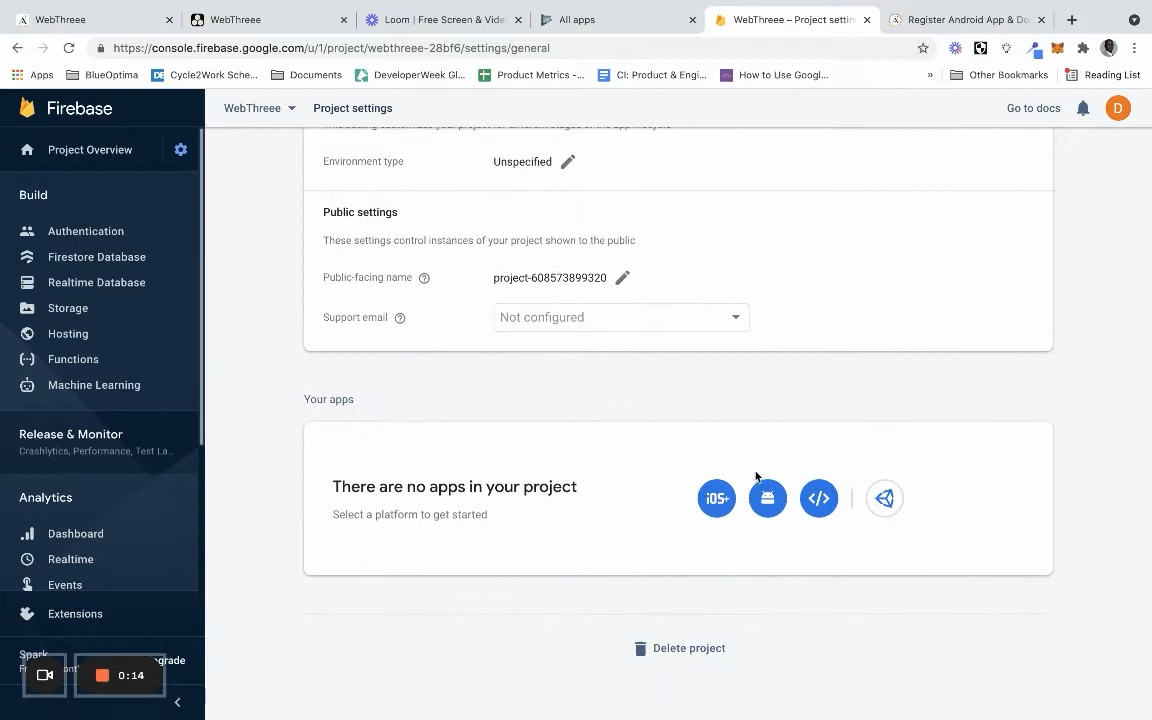 WebThreee
WebThreee
Loom | Free Screen & Vide
All apps
WebThreee – Project settin
Register Android App & Do
https://console.firebase.google.com/u/1/project/webthreee-28bf6/settings/general
Apps
BlueOptima
DE
Cycle2Work Sche...
Documents
DeveloperWeek Gl...
Product Metrics -...
CI: Product & Engi...
How to Use Googl...
»
Other Bookmarks
Reading List
Firebase
WebThreee
Project settings
Go to docs
D
Project Overview
Environment type
Unspecified
Build
Public settings
Authentication
These settings control instances of your project shown to the public
Firestore Database
Realtime Database
Public-facing name
project-608573899320
Storage
Support email
Not configured
Hosting
Functions
Machine Learning
Your apps
Release & Monitor
Crashlytics, Performance, Test La...
There are no apps in your project
Select a platform to get started
iOS+
</>
Analytics
Dashboard
Realtime
Events
Extensions
Delete project
Spark
grade
0:14